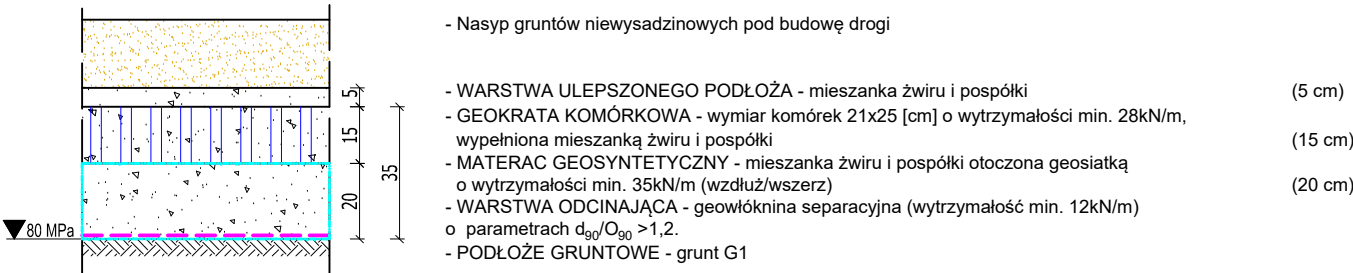 - Nasyp gruntów niewysadzinowych pod budowę drogi
- WARSTWA ULEPSZONEGO PODŁOŻA - mieszanka żwiru i pospółki (5 cm)
- GEOKRATA KOMÓRKOWA - wymiar komórek 21x25 [cm] o wytrzymałości min. 28kN/m,
wypełniona mieszanką żwiru i pospółki (15 cm)
- MATERAC GEOSYNTETYCZNY - mieszanka żwiru i pospółki otoczona geosiatką
o wytrzymałości min. 35kN/m (wzdłuż/wszerz) (20 cm)
- WARSTWA ODCINAJĄCA - geowłóknina separacyjna (wytrzymałość min. 12kN/m)
o parametrach d90/O90 >1,2.
- PODŁOŻE GRUNTOWE - grunt G1
5
15
35
20
80 MPa